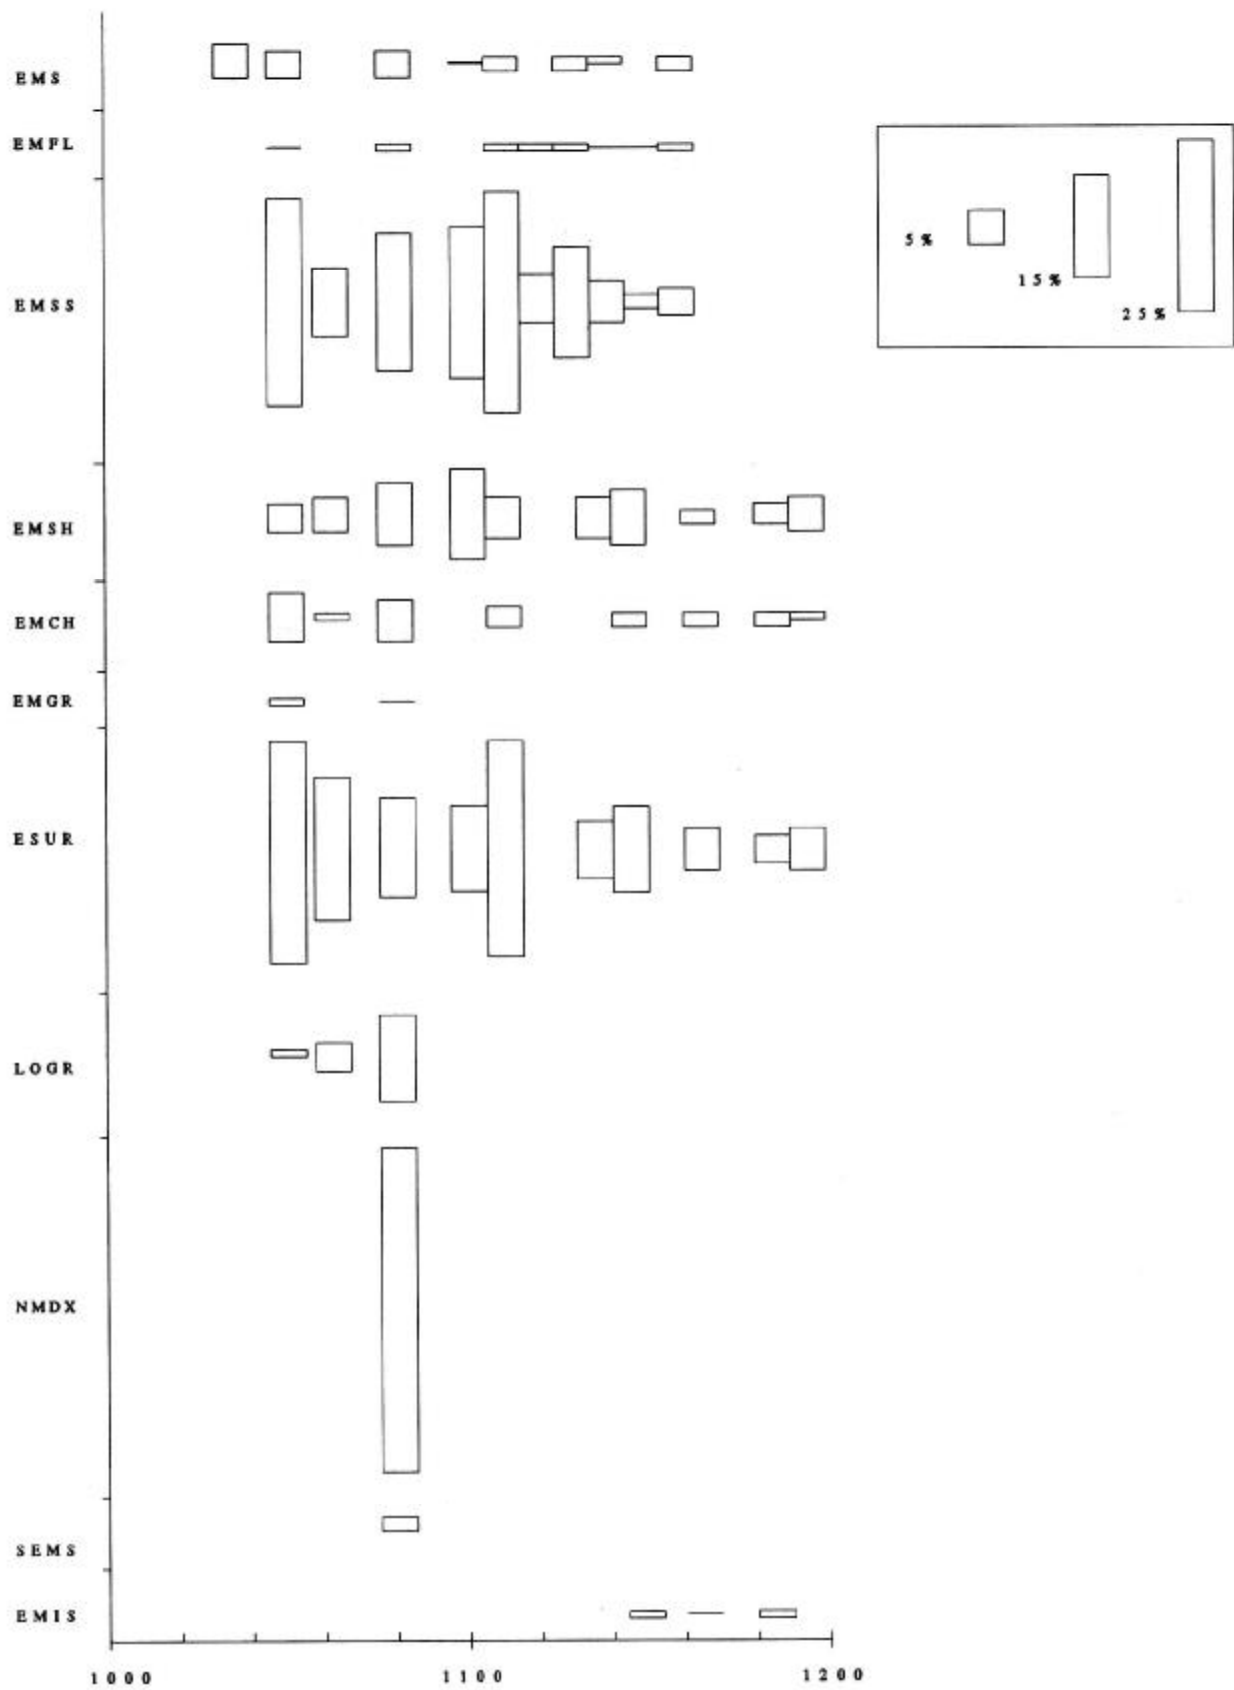 EMS
EMFL
5%
15%
25%
EMSS
EMSH
EMCH
EMGR
ESUR
LOGR
NMDX
SEMS
EMIS
1000 1100 1200